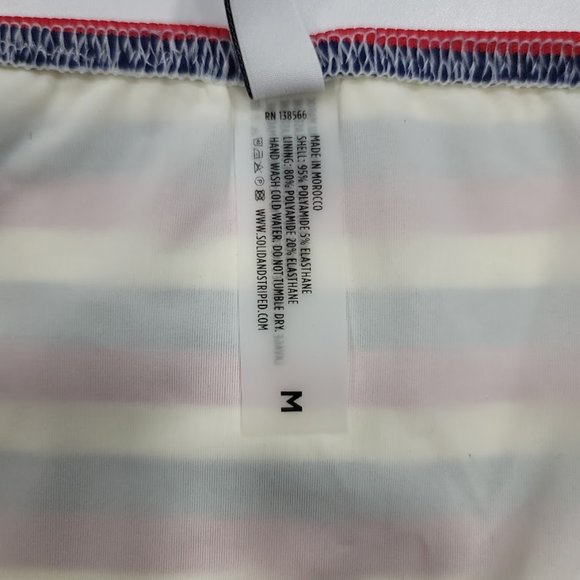 RN 138566
MADE IN MOROCCO
SHELL: 95% POLYAMIDE 5% ELASTHANE
LINING: 80% POLYAMIDE 20% ELASTHANE
HAND WASH COLD WATER. DO NOT TUMBLE DRY.
WWW.SOLIDANDSTRIPED.COM
M